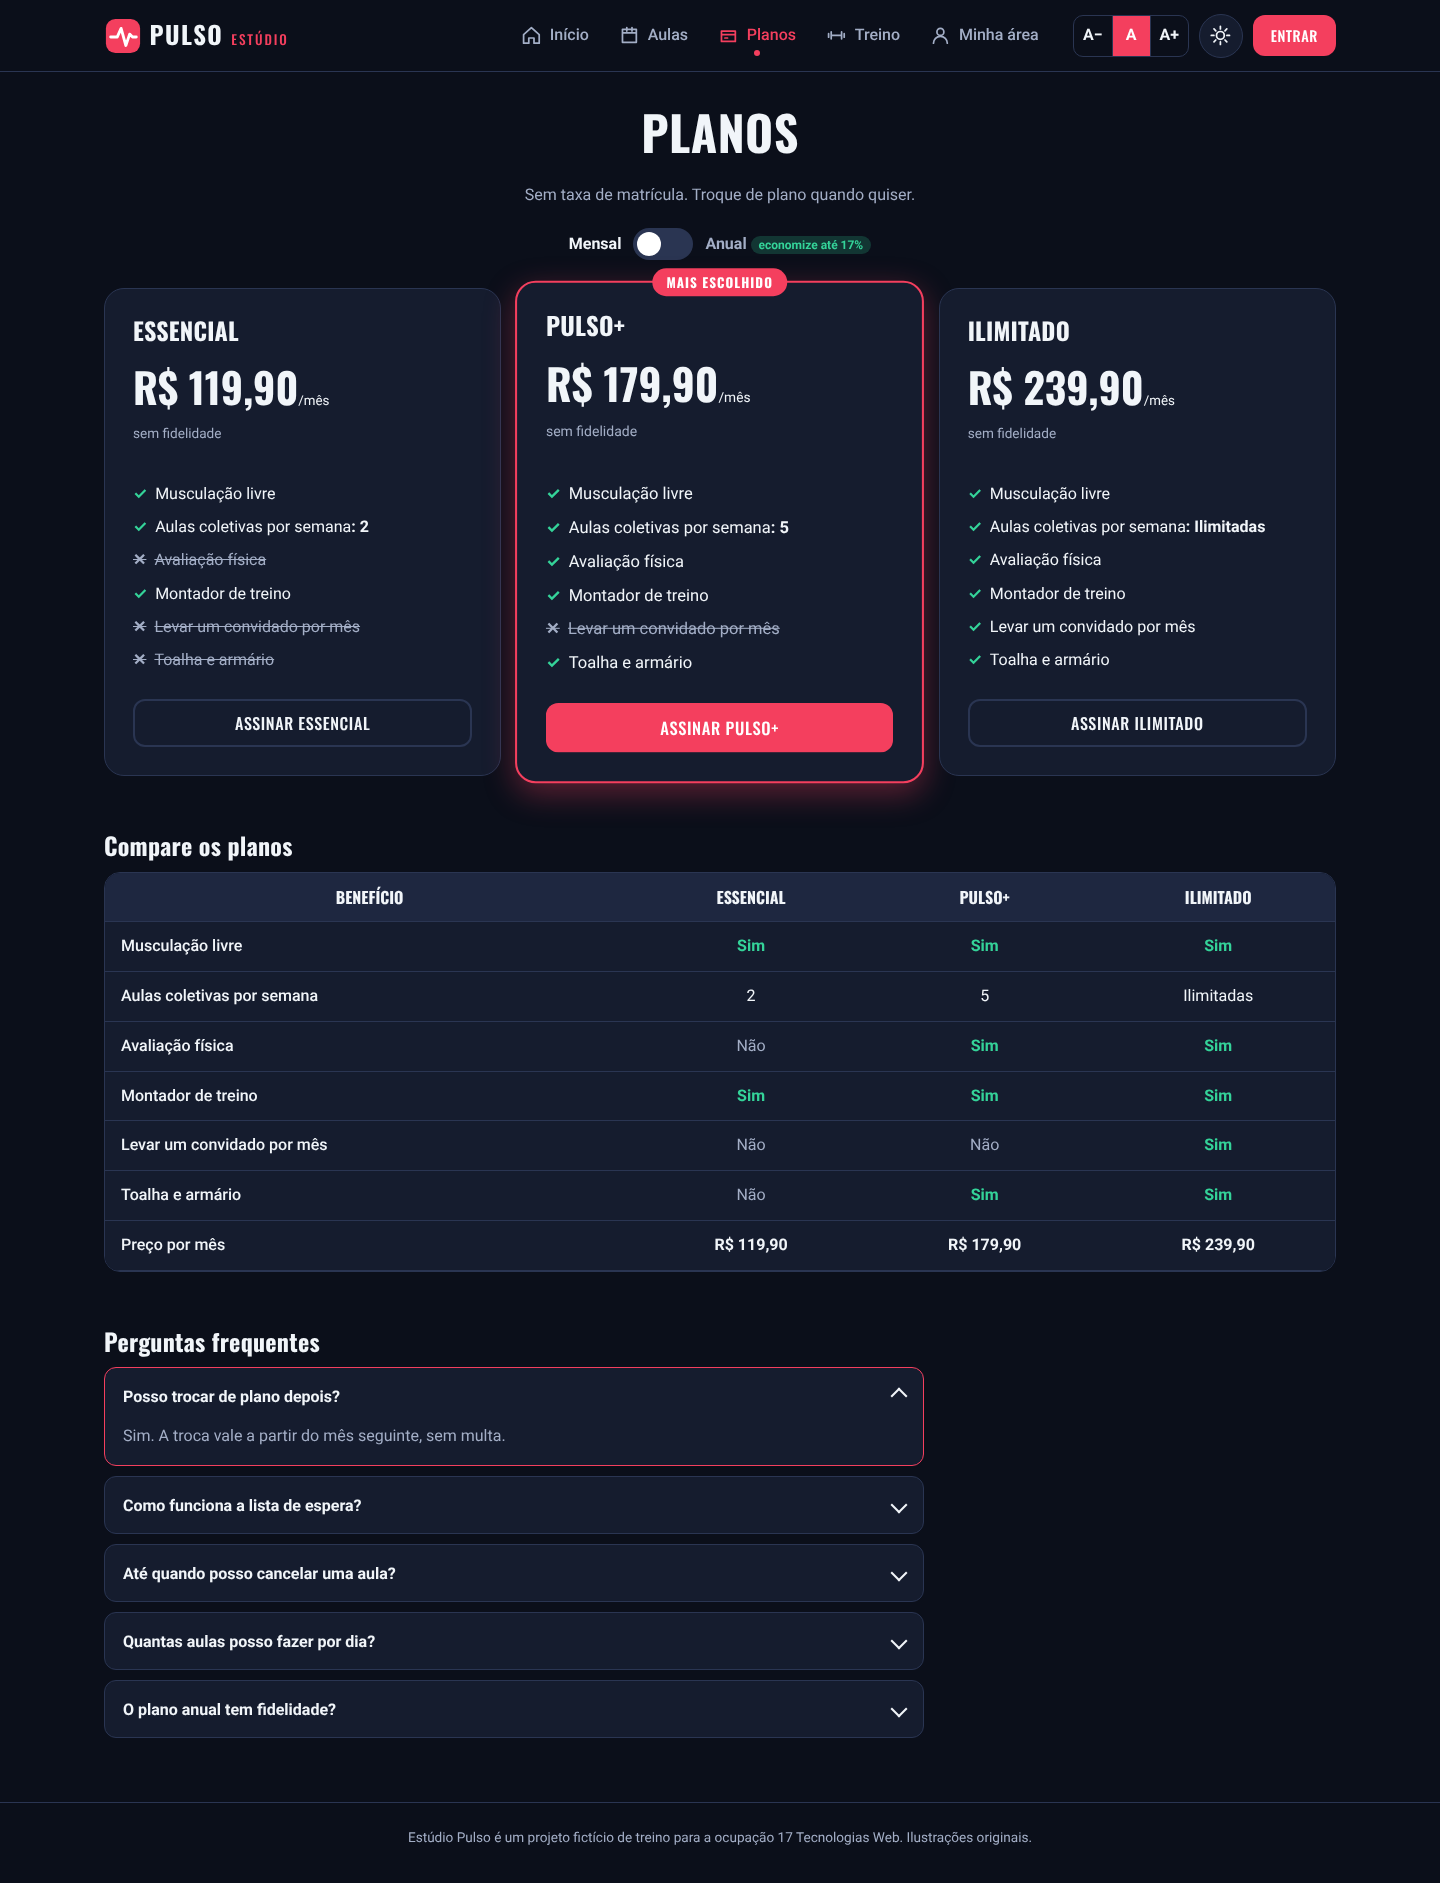 PULSO ESTÚDIO
Início
Aulas
Planos
Treino
Minha área
A−
A
A+
ENTRAR
PLANOS
Sem taxa de matrícula. Troque de plano quando quiser.
Mensal
Anual economize até 17%
ESSENCIAL
R$ 119,90/mês
sem fidelidade
Musculação livre
Aulas coletivas por semana: 2
Avaliação física
Montador de treino
Levar um convidado por mês
Toalha e armário
ASSINAR ESSENCIAL
MAIS ESCOLHIDO
PULSO+
R$ 179,90/mês
sem fidelidade
Musculação livre
Aulas coletivas por semana: 5
Avaliação física
Montador de treino
Levar um convidado por mês
Toalha e armário
ASSINAR PULSO+
ILIMITADO
R$ 239,90/mês
sem fidelidade
Musculação livre
Aulas coletivas por semana: Ilimitadas
Avaliação física
Montador de treino
Levar um convidado por mês
Toalha e armário
ASSINAR ILIMITADO
Compare os planos
BENEFÍCIO ESSENCIAL PULSO+ ILIMITADO
Musculação livre Sim Sim Sim
Aulas coletivas por semana 2 5 Ilimitadas
Avaliação física Não Sim Sim
Montador de treino Sim Sim Sim
Levar um convidado por mês Não Não Sim
Toalha e armário Não Sim Sim
Preço por mês R$ 119,90 R$ 179,90 R$ 239,90
Perguntas frequentes
Posso trocar de plano depois?
Sim. A troca vale a partir do mês seguinte, sem multa.
Como funciona a lista de espera?
Até quando posso cancelar uma aula?
Quantas aulas posso fazer por dia?
O plano anual tem fidelidade?
Estúdio Pulso é um projeto fictício de treino para a ocupação 17 Tecnologias Web. Ilustrações originais.